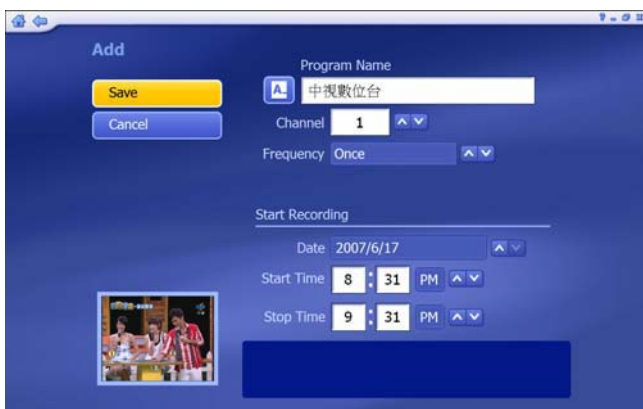 Add
Save
Cancel
Program Name
中視數位台
Channel 1
Frequency Once
Start Recording
Date 2007/6/17
Start Time 8 : 31 PM
Stop Time 9 : 31 PM